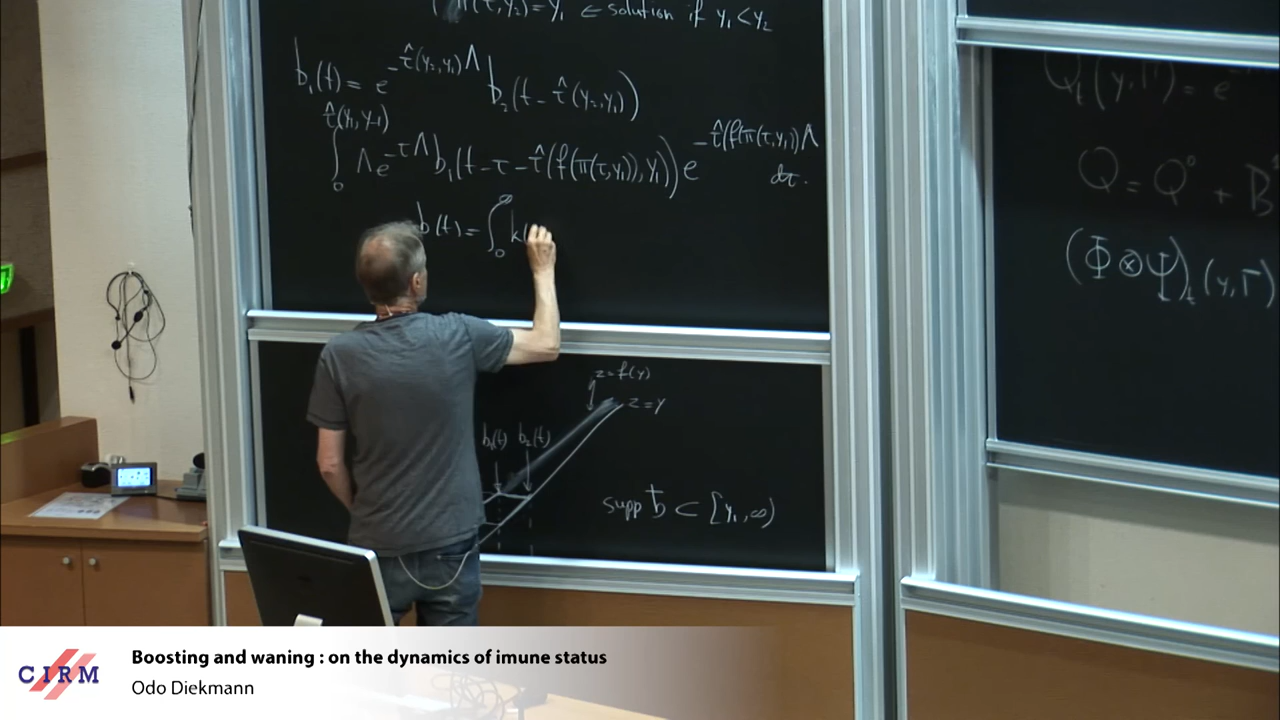 π(τ,y₂)=y₁ ← solution if y₁<y₂
b₁(t) = e^{-τ̂(y₂,y₁)Λ} b₂(t-τ̂(y₂,y₁))
∫₀^{τ̂(y₁,y₋₁)} Λe^{-τΛ} b₁(t-τ-τ̂(f(π(τ,y₁)),y₁)) e^{-τ̂(f(π(τ,y₁))Λ} dτ.
b(t) = ∫₀^∞ k(
z=f(y)
z=y
b₁(t) b₂(t)
supp b ⊂ [y₁,∞)
Q_t(y,Γ) = e
Q = Q⁰ + B
(Φ⊗Ψ)_t(y,Γ)
CIRM
Boosting and waning : on the dynamics of imune status
Odo Diekmann